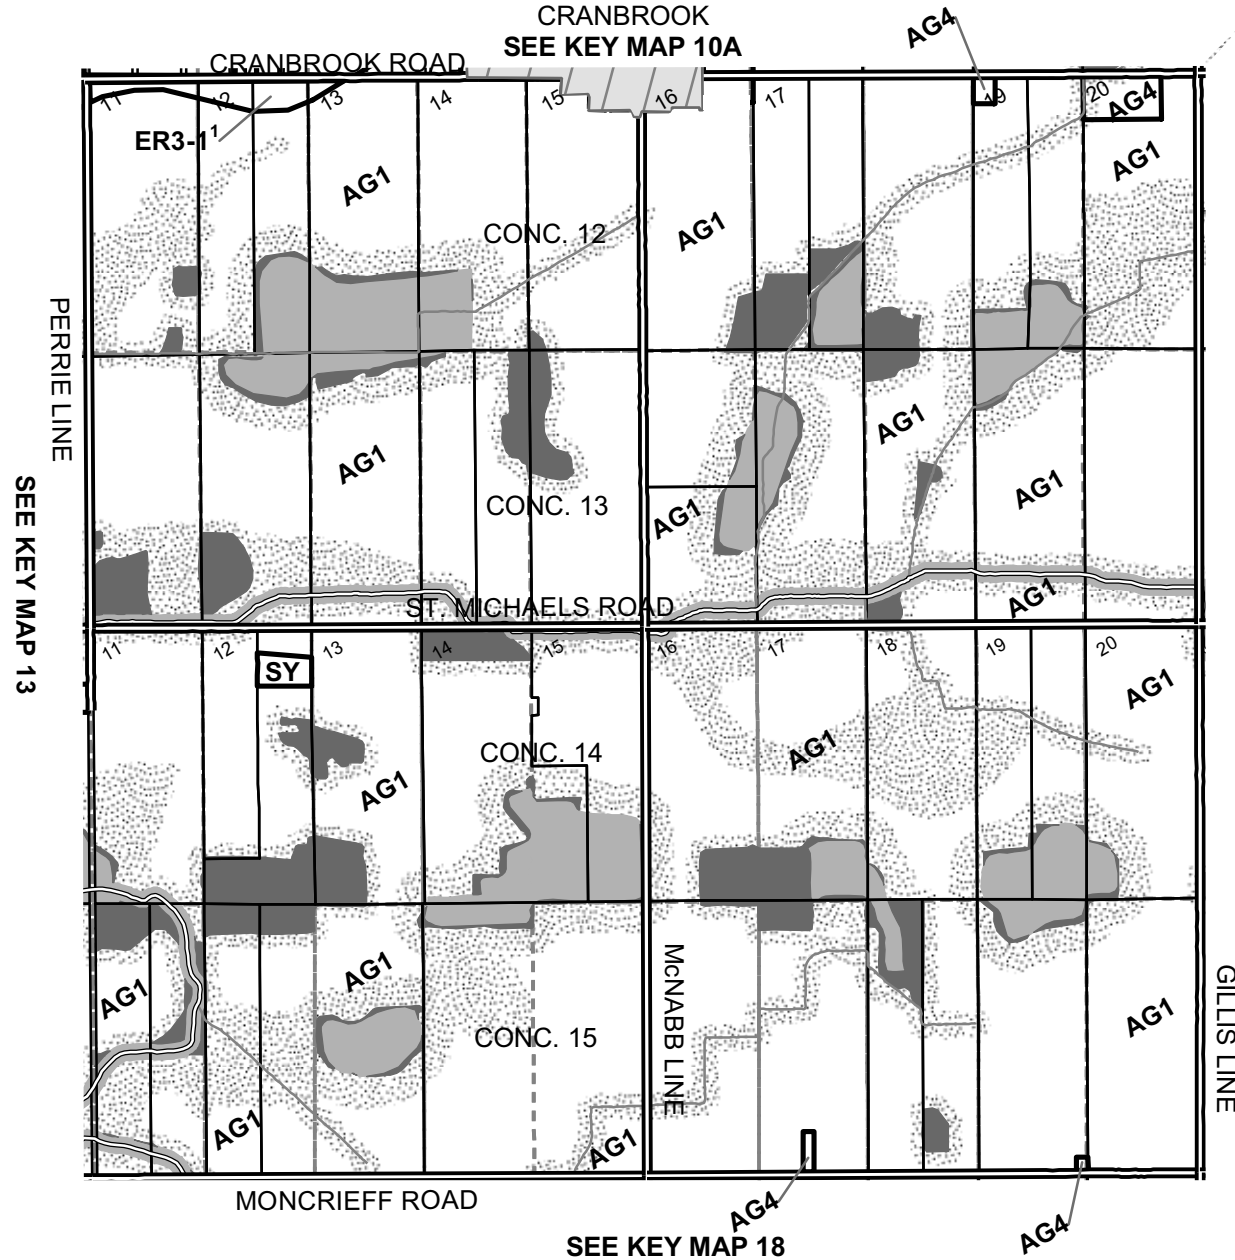 CRANBROOK
SEE KEY MAP 10A
CRANBROOK ROAD
AG4
11
12
13
14
15
16
17
19
20
AG4
ER3-1¹
AG1
AG1
AG1
CONC. 12
PERRIE LINE
SEE KEY MAP 13
AG1
AG1
AG1
AG1
CONC. 13
AG1
ST. MICHAELS ROAD
11
12
13
14
15
16
17
18
19
20
SY
AG1
AG1
AG1
CONC. 14
AG1
AG1
AG1
CONC. 15
McNABB LINE
GILLIS LINE
AG1
AG1
MONCRIEFF ROAD
AG4
AG4
SEE KEY MAP 18